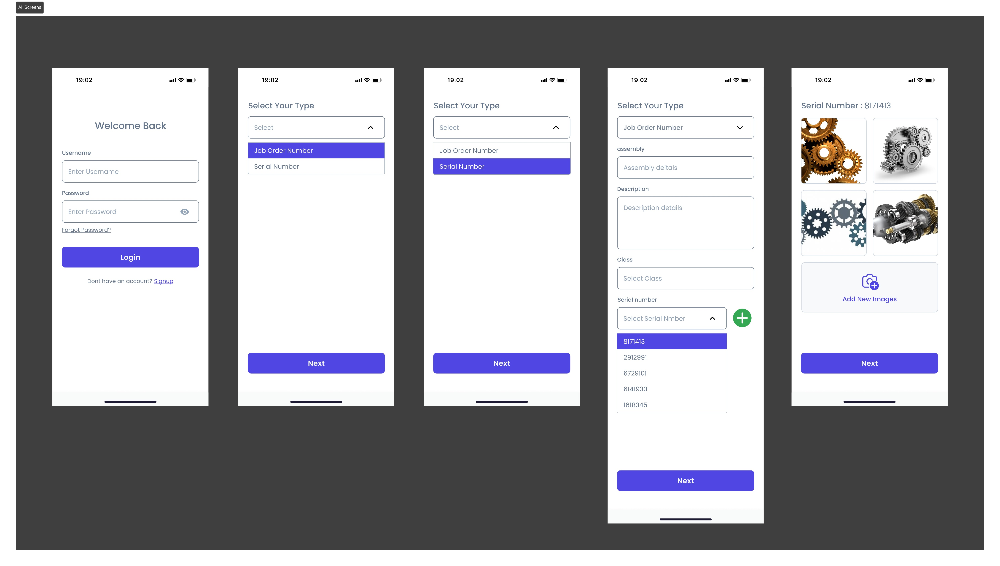 All Screens
19:02
Welcome Back
Username
Enter Username
Password
Enter Password
Forgot Password?
Login
Dont have an account? Signup
19:02
Select Your Type
Select
Job Order Number
Serial Number
Next
19:02
Select Your Type
Select
Job Order Number
Serial Number
Next
19:02
Select Your Type
Job Order Number
assembly
Assembly deitals
Description
Description details
Class
Select Class
Serial number
Select Serial Nmber
8171413
2912991
6729101
6141930
1618345
Next
19:02
Serial Number : 8171413
Add New Images
Next